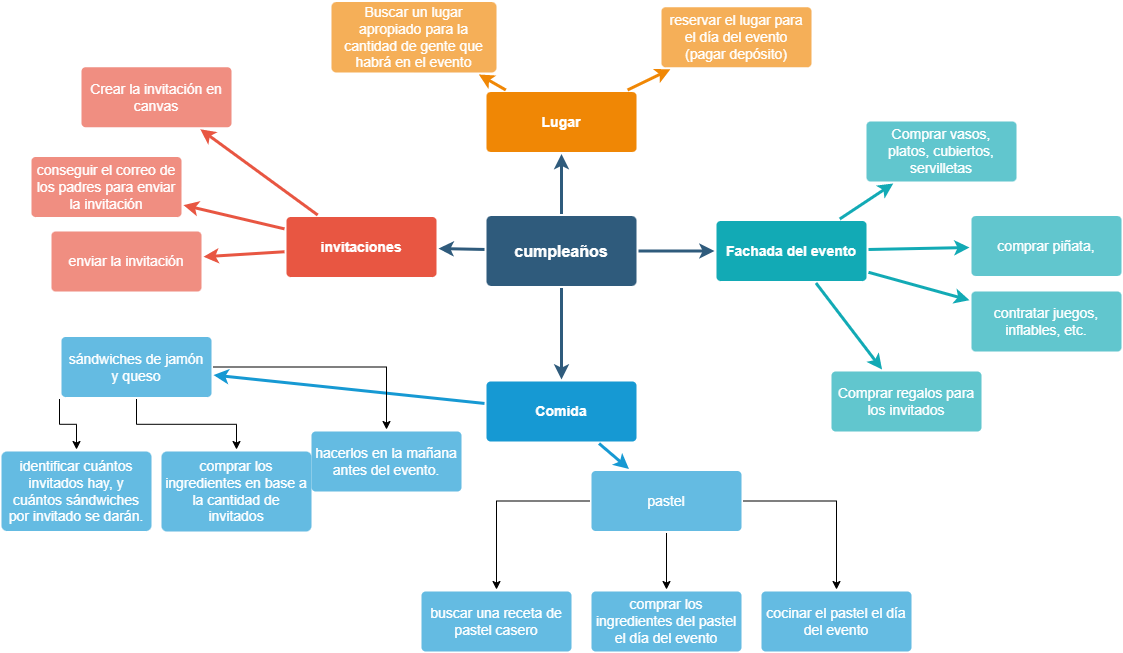 Buscar un lugar
apropiado para la
cantidad de gente que
habrá en el evento
reservar el lugar para
el día del evento
(pagar depósito)
Lugar
Crear la invitación en
canvas
conseguir el correo de
los padres para enviar
la invitación
enviar la invitación
invitaciones
cumpleaños
Fachada del evento
Comprar vasos,
platos, cubiertos,
servilletas
comprar piñata,
contratar juegos,
inflables, etc.
Comprar regalos para
los invitados
Comida
sándwiches de jamón
y queso
identificar cuántos
invitados hay, y
cuántos sándwiches
por invitado se darán.
comprar los
ingredientes en base a
la cantidad de
invitados
hacerlos en la mañana
antes del evento.
pastel
buscar una receta de
pastel casero
comprar los
ingredientes del pastel
el día del evento
cocinar el pastel el día
del evento